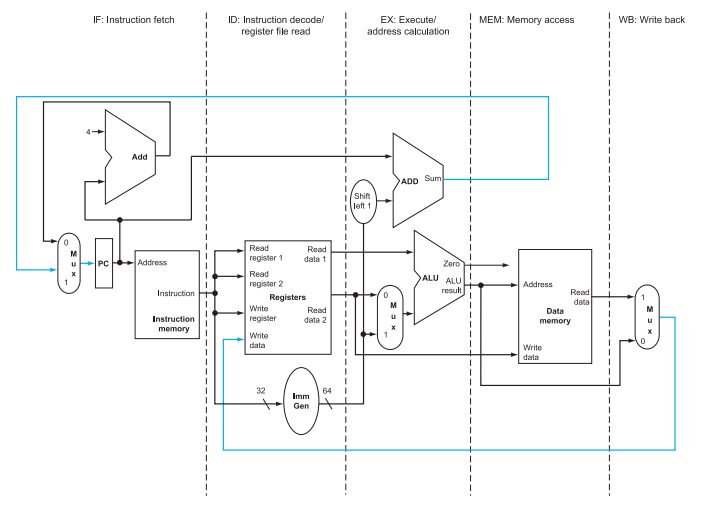 IF: Instruction fetch
ID: Instruction decode/
register file read
EX: Execute/
address calculation
MEM: Memory access
WB: Write back
4
Add
ADD
Sum
Shift
left 1
0
M
u
x
1
PC
Address
Instruction
Instruction
memory
Read
register 1
Read
register 2
Write
register
Write
data
Registers
Read
data 1
Read
data 2
0
M
u
x
1
Zero
ALU
ALU
result
Address
Read
data
Data
memory
Write
data
1
M
u
x
0
32
Imm
Gen
64